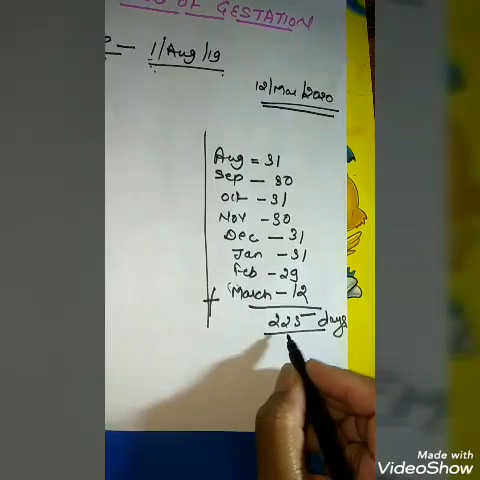 OF GESTATION
P - 1/Aug/19
12/Mar/2020
Aug = 31
Sep - 30
Oct - 31
Nov - 30
Dec - 31
Jan - 31
Feb - 29
March - 12
225 days
Made with
VideoShow